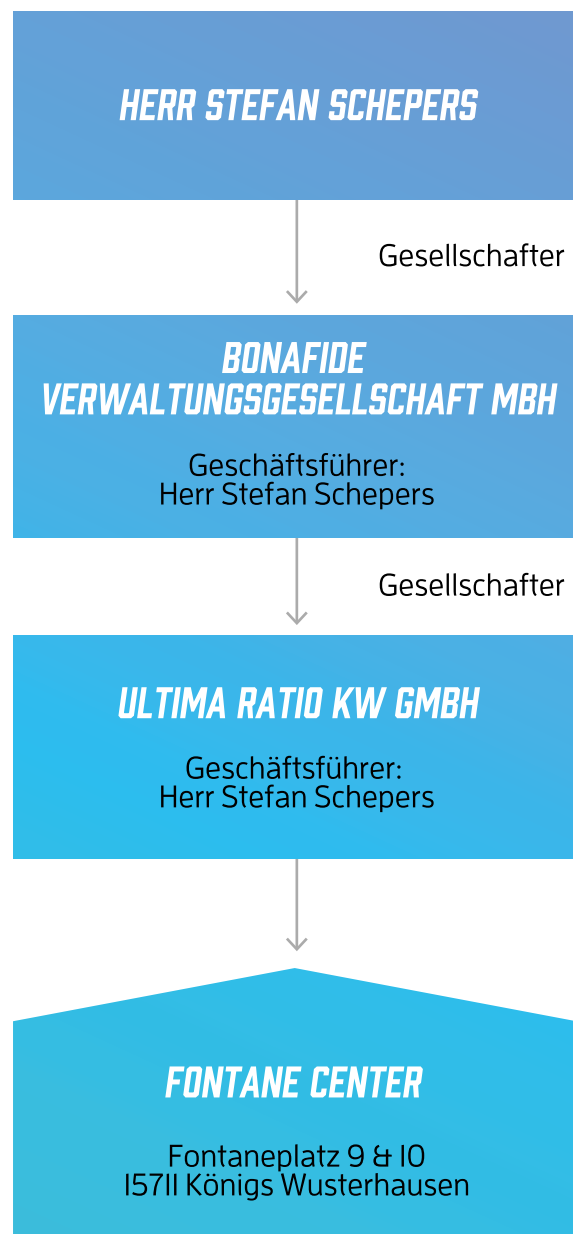 HERR STEFAN SCHEPERS
Gesellschafter
BONAFIDE
VERWALTUNGSGESELLSCHAFT MBH
Geschäftsführer:
Herr Stefan Schepers
Gesellschafter
ULTIMA RATIO KW GMBH
Geschäftsführer:
Herr Stefan Schepers
FONTANE CENTER
Fontaneplatz 9 & 10
15711 Königs Wusterhausen